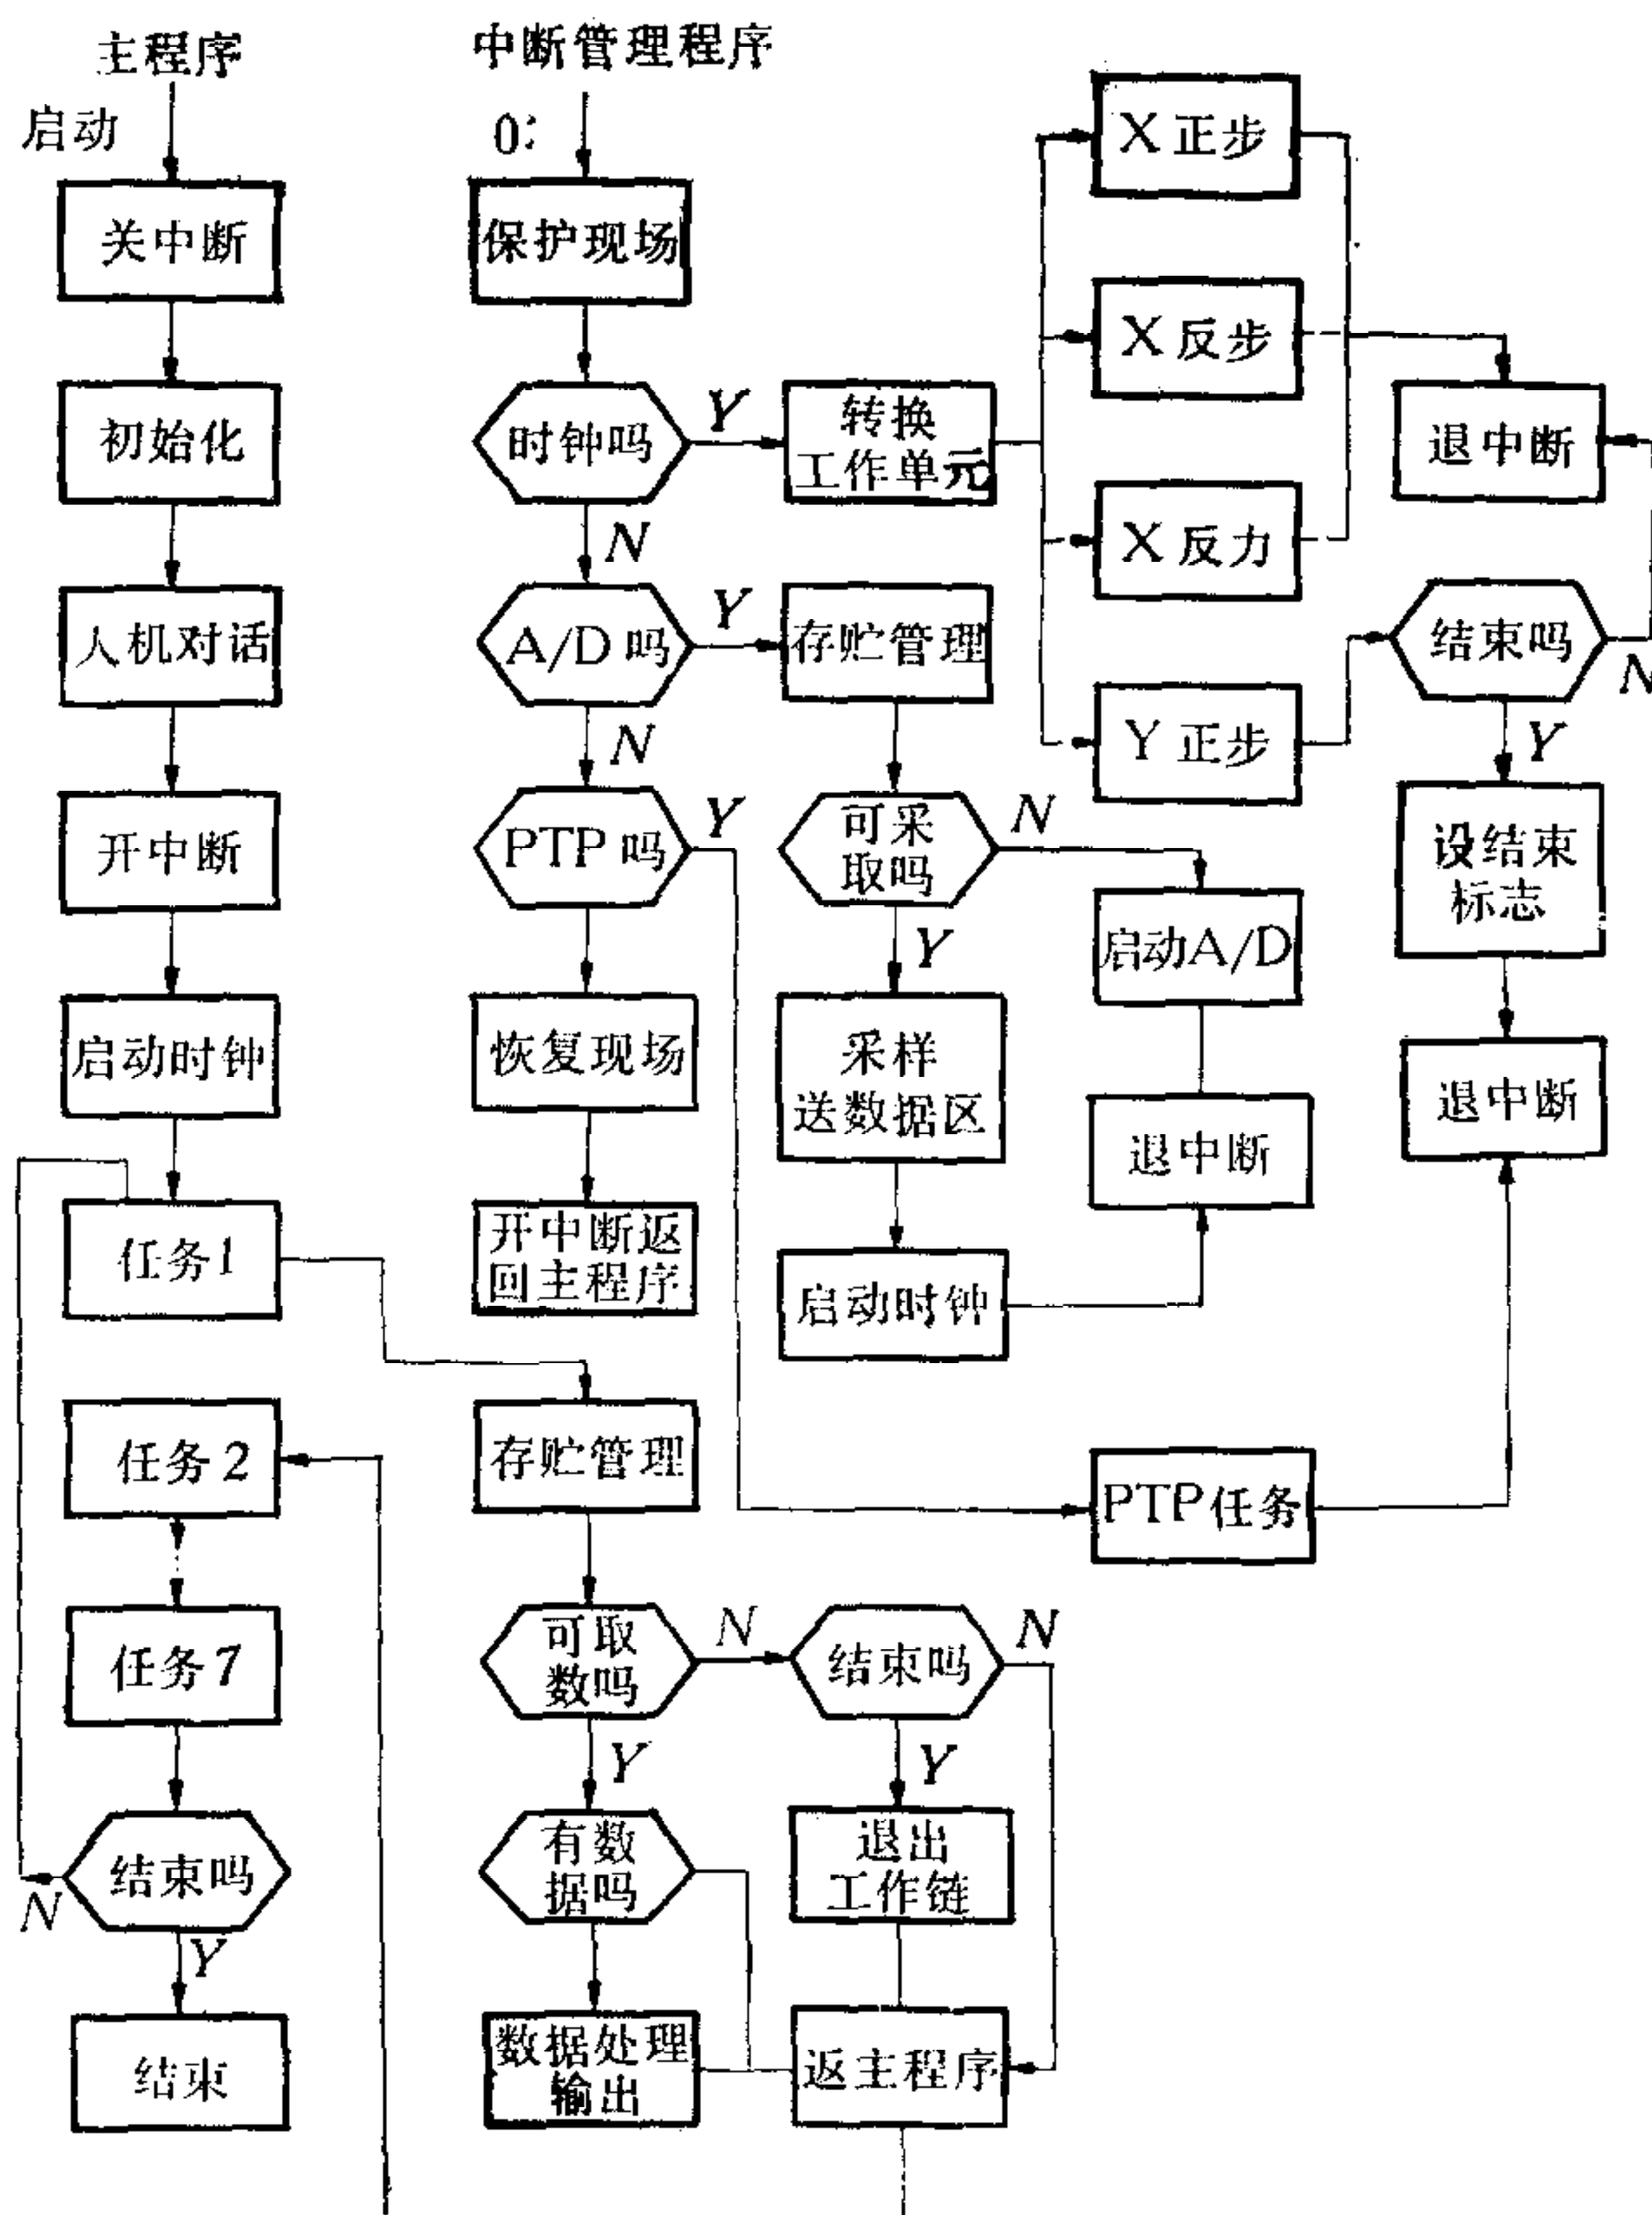 主程序
启动
关中断
初始化
人机对话
开中断
启动时钟
任务1
任务2
任务7
结束吗
N
Y
结束
中断管理程序
0:
保护现场
时钟吗
Y
N
A/D吗
Y
N
PTP吗
Y
恢复现场
开中断返
回主程序
存贮管理
可取
数吗
N
Y
有数
据吗
数据处理
输出
转换
工作单元
存贮管理
可采
取吗
N
Y
采样
送数据区
启动时钟
结束吗
N
Y
退出
工作链
返主程序
X正步
X反步
X反力
Y正步
启动A/D
退中断
PTP任务
退中断
结束吗
N
Y
设结束
标志
退中断